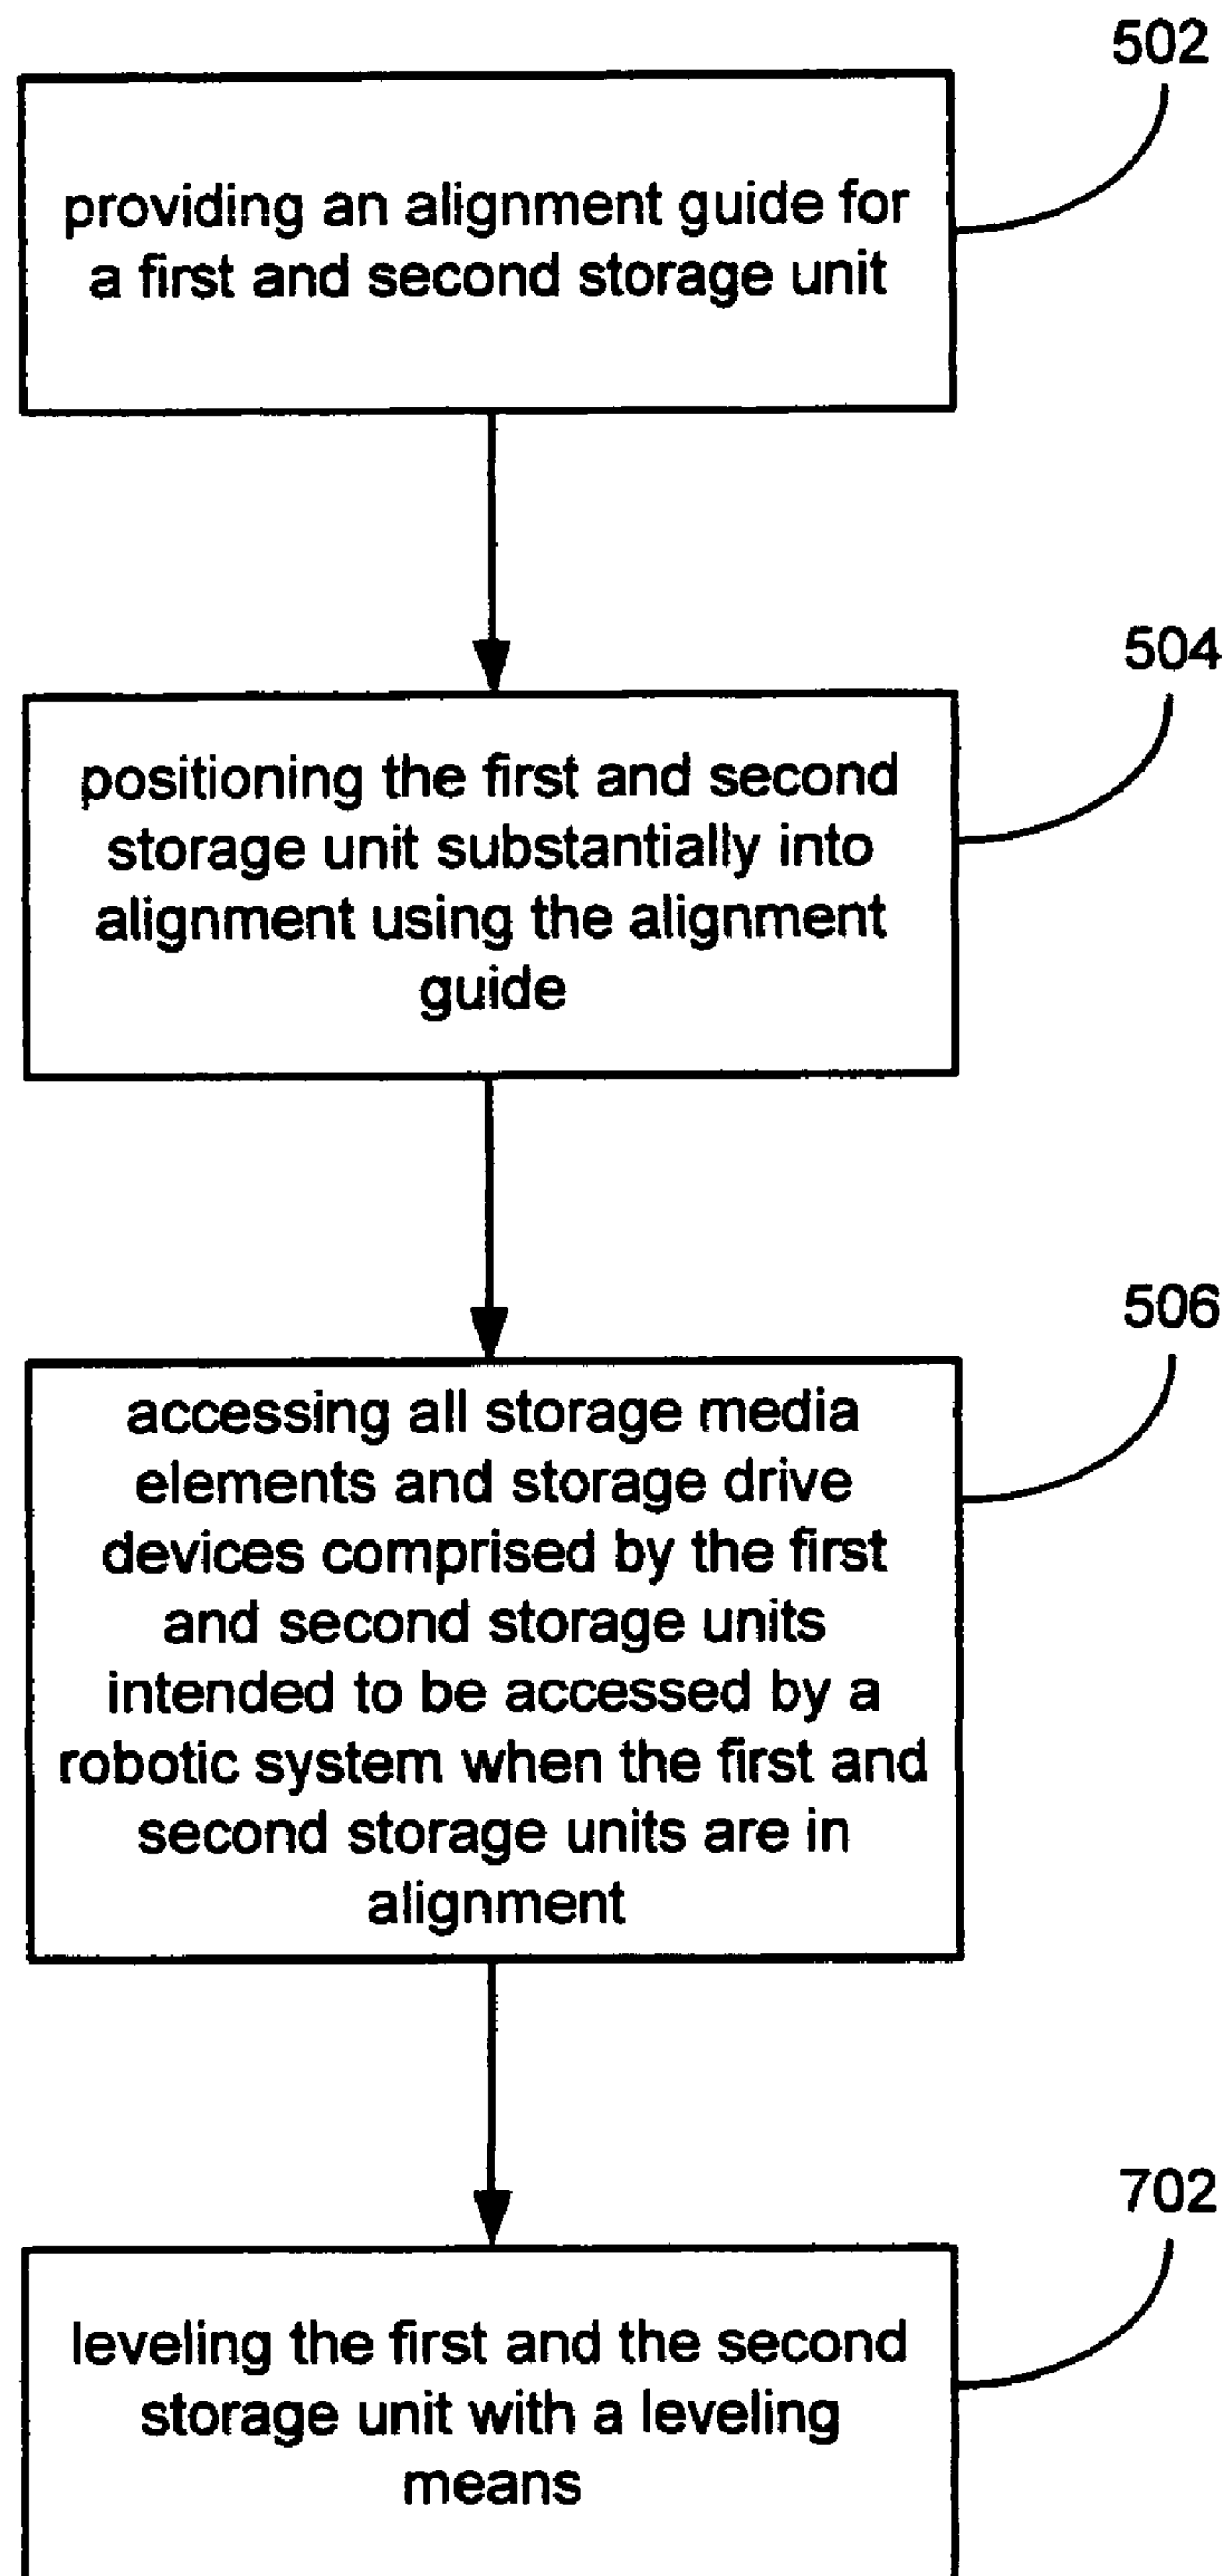 502
providing an alignment guide for
a first and second storage unit
504
positioning the first and second
storage unit substantially into
alignment using the alignment
guide
506
accessing all storage media
elements and storage drive
devices comprised by the first
and second storage units
intended to be accessed by a
robotic system when the first and
second storage units are in
alignment
702
leveling the first and the second
storage unit with a leveling
means